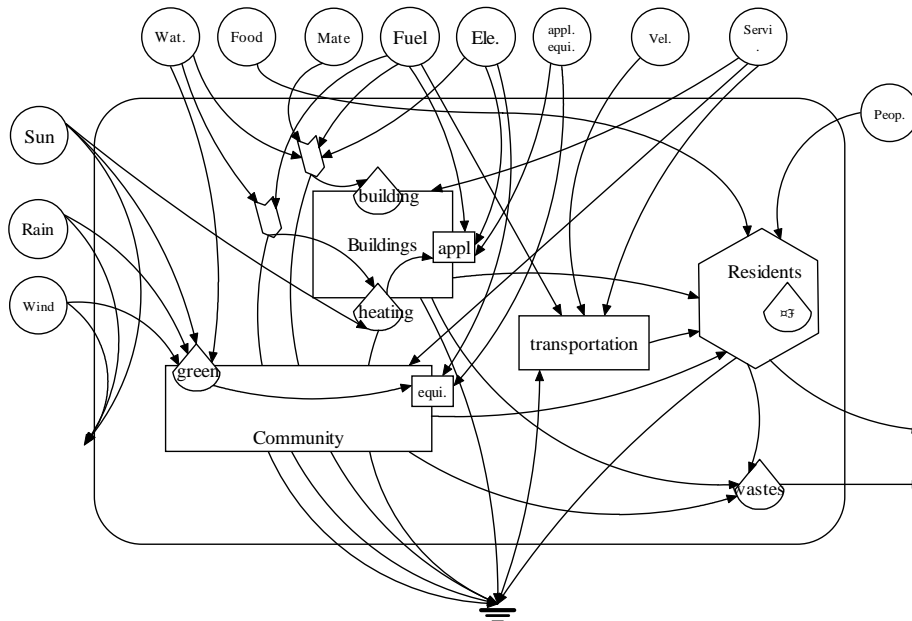 Wat.
Food
Mate
Fuel
Ele.
appl.
equi.
Vel.
Servi
.
Peop.
Sun
Rain
Wind
building
Buildings
appl
heating
Residents
transportation
green
equi.
Community
wastes